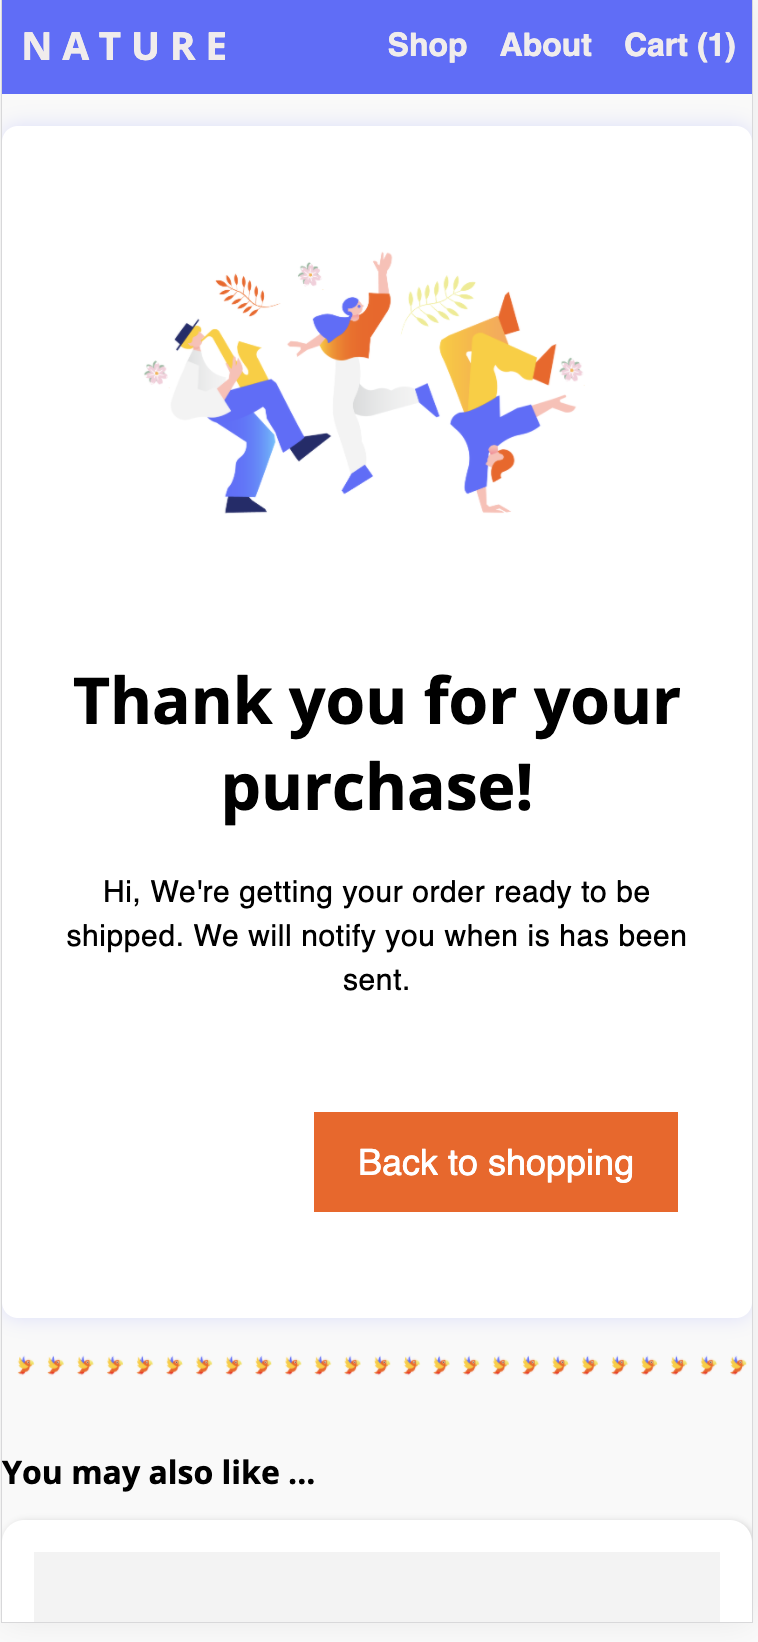 NATURE Shop About Cart (1)
Thank you for your
purchase!
Hi, We're getting your order ready to be
shipped. We will notify you when is has been
sent.
Back to shopping
You may also like ...